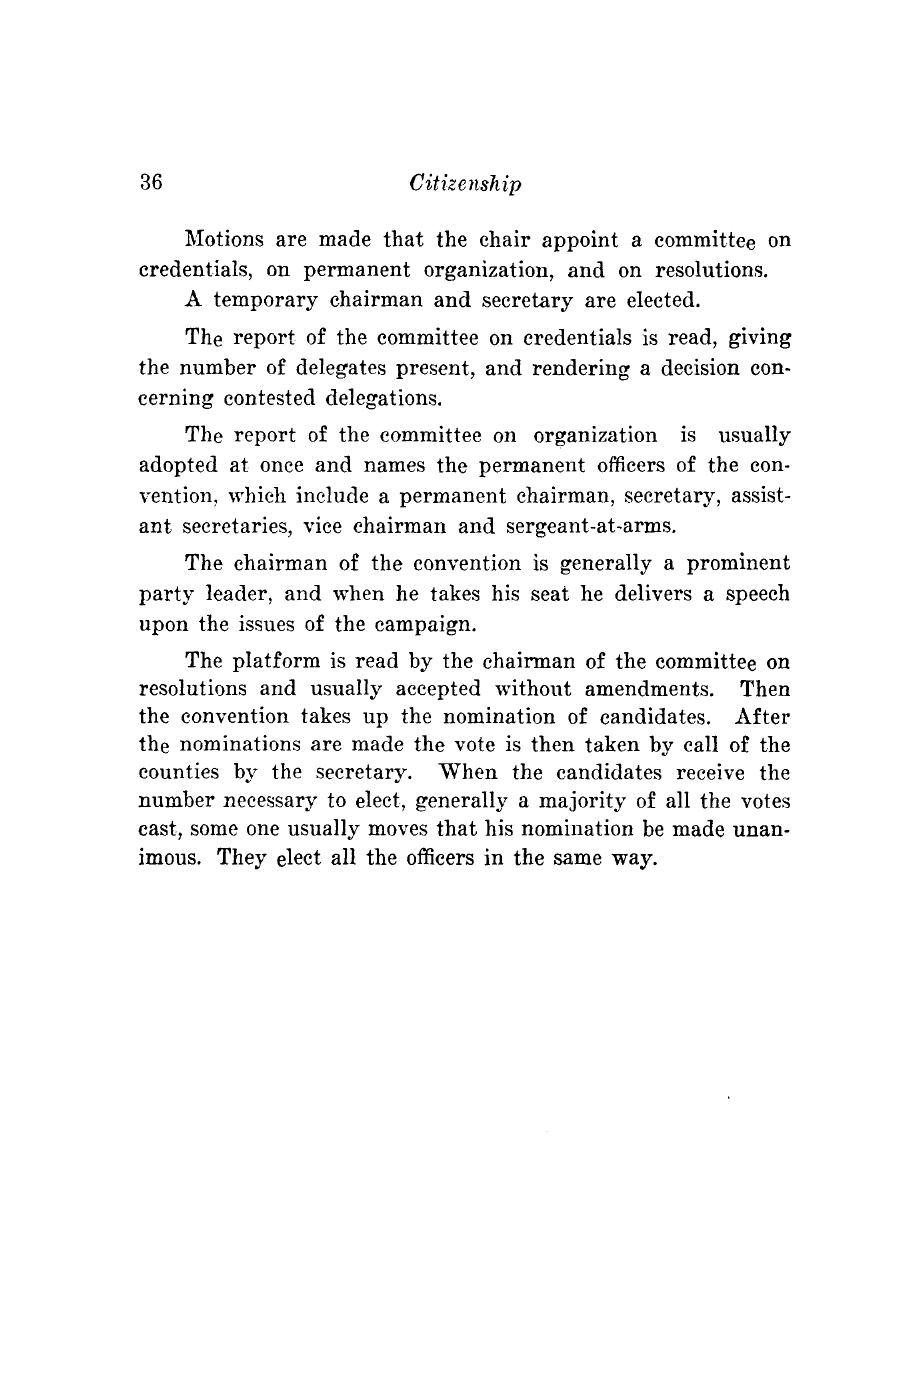 36 Citizenship
Motions are made that the chair appoint a committee on
credentials, on permanent organization, and on resolutions.
A temporary chairman and secretary are elected.
The report of the committee on credentials is read, giving
the number of delegates present, and rendering a decision con-
cerning contested delegations.
The report of the committee on organization is usually
adopted at once and names the permanent officers of the con-
vention, which include a permanent chairman, secretary, assist-
ant secretaries, vice chairman and sergeant-at-arms.
The chairman of the convention is generally a prominent
party leader, and when he takes his seat he delivers a speech
upon the issues of the campaign.
The platform is read by the chairman of the committee on
resolutions and usually accepted without amendments. Then
the convention takes up the nomination of candidates. After
the nominations are made the vote is then taken by call of the
counties by the secretary. When the candidates receive the
number necessary to elect, generally a majority of all the votes
cast, some one usually moves that his nomination be made unan-
imous. They elect all the officers in the same way.